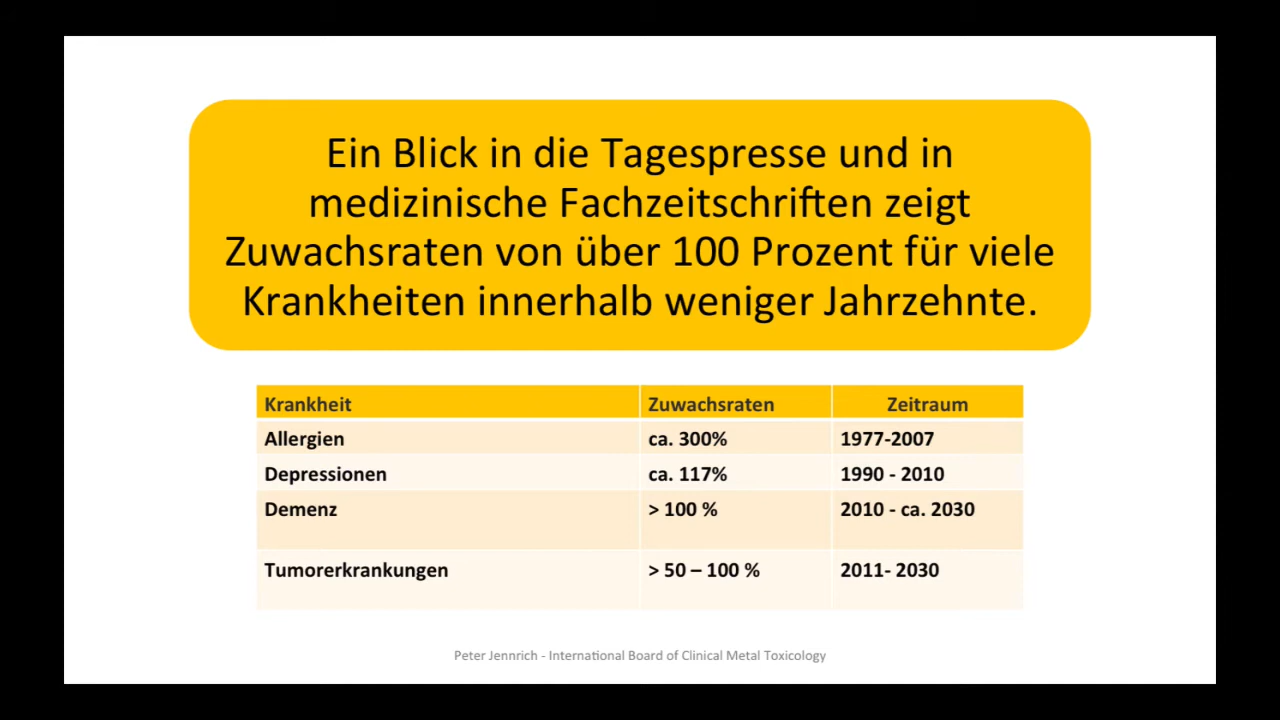 Ein Blick in die Tagespresse und in
medizinische Fachzeitschriften zeigt
Zuwachsraten von über 100 Prozent für viele
Krankheiten innerhalb weniger Jahrzehnte.
Krankheit Zuwachsraten Zeitraum
Allergien ca. 300% 1977-2007
Depressionen ca. 117% 1990 - 2010
Demenz > 100 % 2010 - ca. 2030
Tumorerkrankungen > 50 – 100 % 2011- 2030
Peter Jennrich - International Board of Clinical Metal Toxicology